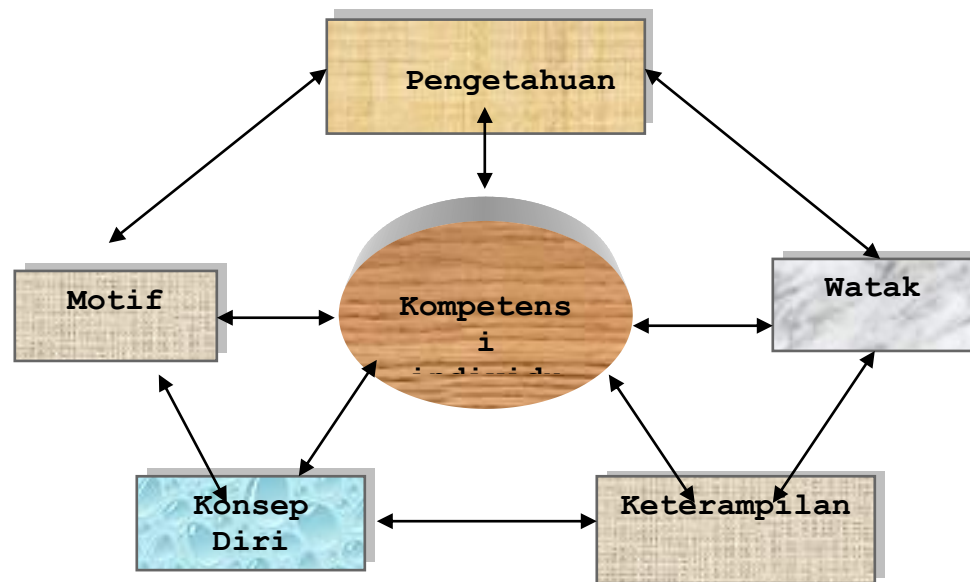 Pengetahuan
Motif
Watak
Kompetens
i
Konsep
Diri
Keterampilan